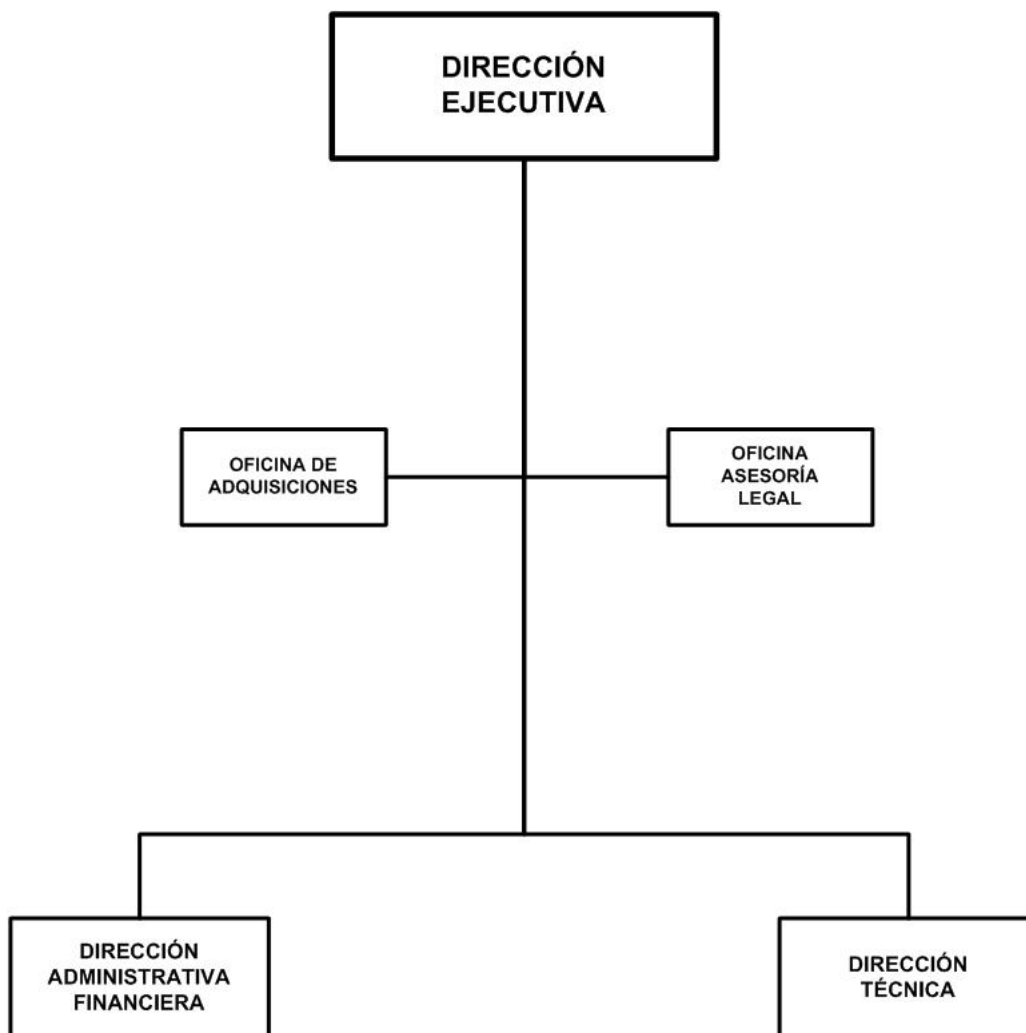 DIRECCIÓN
EJECUTIVA
OFICINA DE
ADQUISICIONES
OFICINA
ASESORÍA
LEGAL
DIRECCIÓN
ADMINISTRATIVA
FINANCIERA
DIRECCIÓN
TÉCNICA